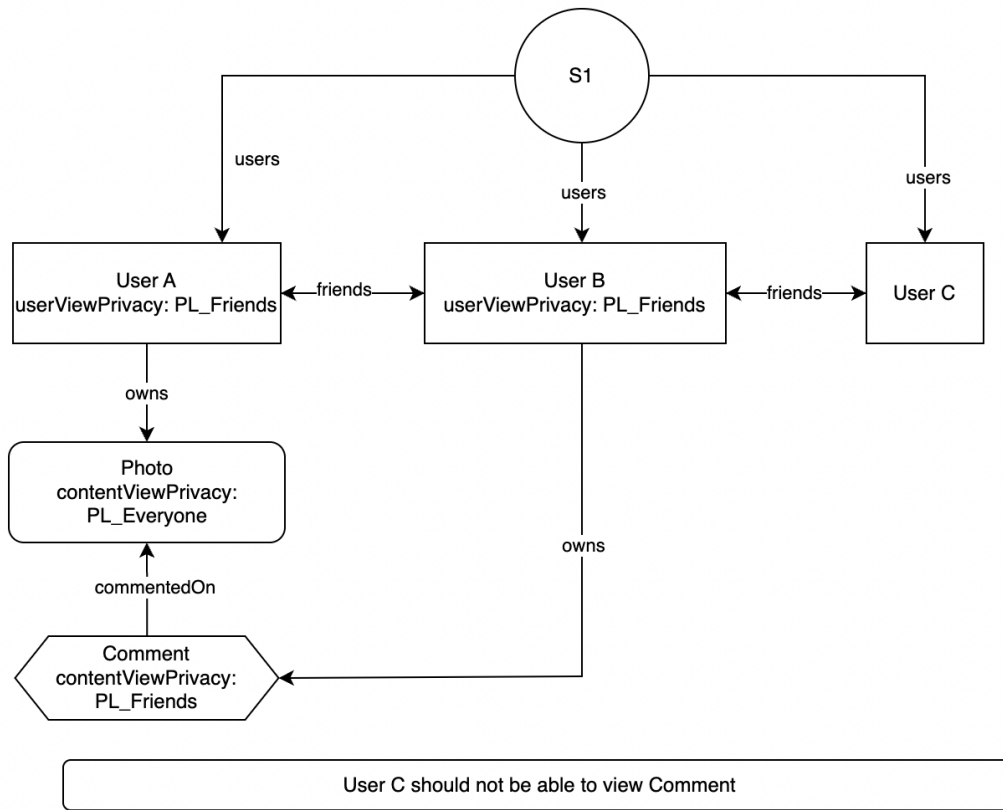 S1
users
users
users
User A
userViewPrivacy: PL_Friends
friends
User B
userViewPrivacy: PL_Friends
friends
User C
owns
Photo
contentViewPrivacy:
PL_Everyone
owns
commentedOn
Comment
contentViewPrivacy:
PL_Friends
User C should not be able to view Comment